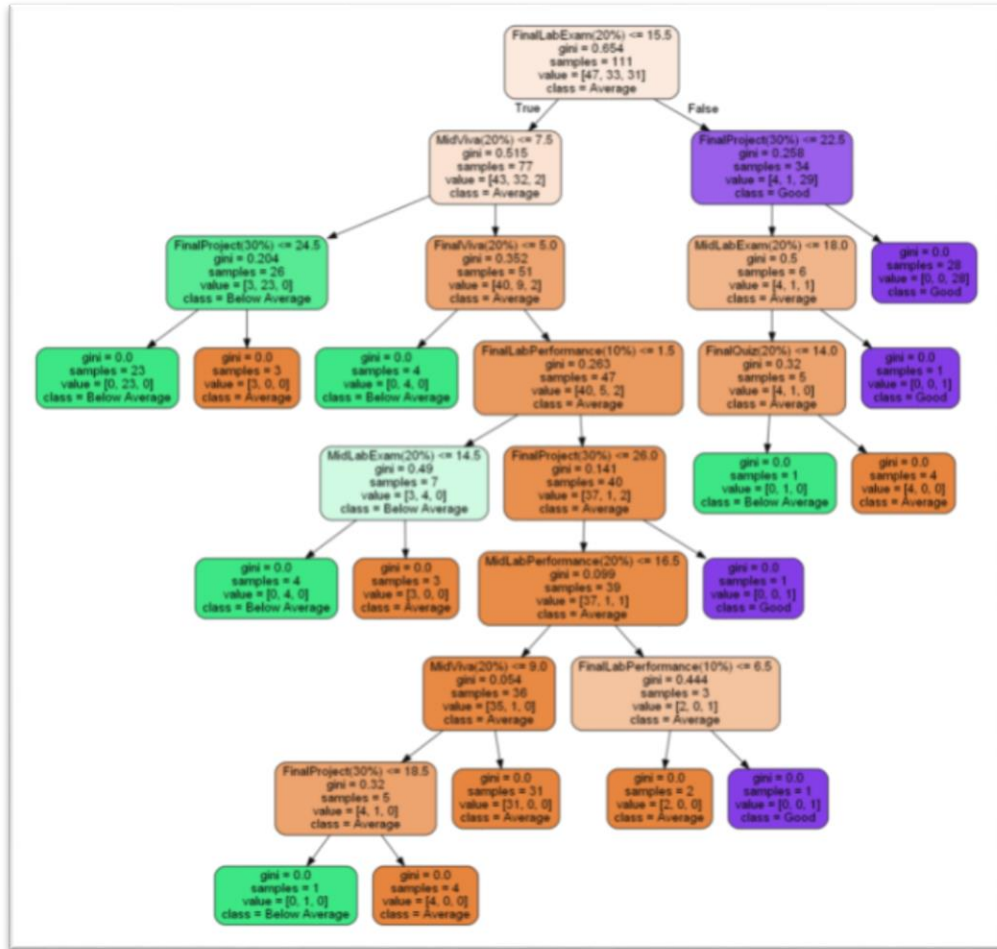 FinalLabExam(20%) <= 15.5
gini = 0.654
samples = 111
value = [47, 33, 31]
class = Average
True
False
MidViva(20%) <= 7.5
gini = 0.515
samples = 77
value = [43, 32, 2]
class = Average
FinalProject(30%) <= 22.5
gini = 0.258
samples = 34
value = [4, 1, 29]
class = Good
FinalProject(30%) <= 24.5
gini = 0.204
samples = 26
value = [3, 23, 0]
class = Below Average
FinalViva(20%) <= 5.0
gini = 0.352
samples = 51
value = [40, 9, 2]
class = Average
MidLabExam(20%) <= 18.0
gini = 0.5
samples = 6
value = [4, 1, 1]
class = Average
gini = 0.0
samples = 28
value = [0, 0, 28]
class = Good
gini = 0.0
samples = 23
value = [0, 23, 0]
class = Below Average
gini = 0.0
samples = 3
value = [3, 0, 0]
class = Average
gini = 0.0
samples = 4
value = [0, 4, 0]
class = Below Average
FinalLabPerformance(10%) <= 1.5
gini = 0.263
samples = 47
value = [40, 5, 2]
class = Average
FinalQuiz(20%) <= 14.0
gini = 0.32
samples = 5
value = [4, 1, 0]
class = Average
gini = 0.0
samples = 1
value = [0, 0, 1]
class = Good
MidLabExam(20%) <= 14.5
gini = 0.49
samples = 7
value = [3, 4, 0]
class = Below Average
FinalProject(30%) <= 26.0
gini = 0.141
samples = 40
value = [37, 1, 2]
class = Average
gini = 0.0
samples = 1
value = [0, 1, 0]
class = Below Average
gini = 0.0
samples = 4
value = [4, 0, 0]
class = Average
gini = 0.0
samples = 4
value = [0, 4, 0]
class = Below Average
gini = 0.0
samples = 3
value = [3, 0, 0]
class = Average
MidLabPerformance(20%) <= 16.5
gini = 0.099
samples = 39
value = [37, 1, 1]
class = Average
gini = 0.0
samples = 1
value = [0, 0, 1]
class = Good
MidViva(20%) <= 9.0
gini = 0.054
samples = 36
value = [35, 1, 0]
class = Average
FinalLabPerformance(10%) <= 6.5
gini = 0.444
samples = 3
value = [2, 0, 1]
class = Average
FinalProject(30%) <= 18.5
gini = 0.32
samples = 5
value = [4, 1, 0]
class = Average
gini = 0.0
samples = 31
value = [31, 0, 0]
class = Average
gini = 0.0
samples = 2
value = [2, 0, 0]
class = Average
gini = 0.0
samples = 1
value = [0, 0, 1]
class = Good
gini = 0.0
samples = 1
value = [0, 1, 0]
class = Below Average
gini = 0.0
samples = 4
value = [4, 0, 0]
class = Average